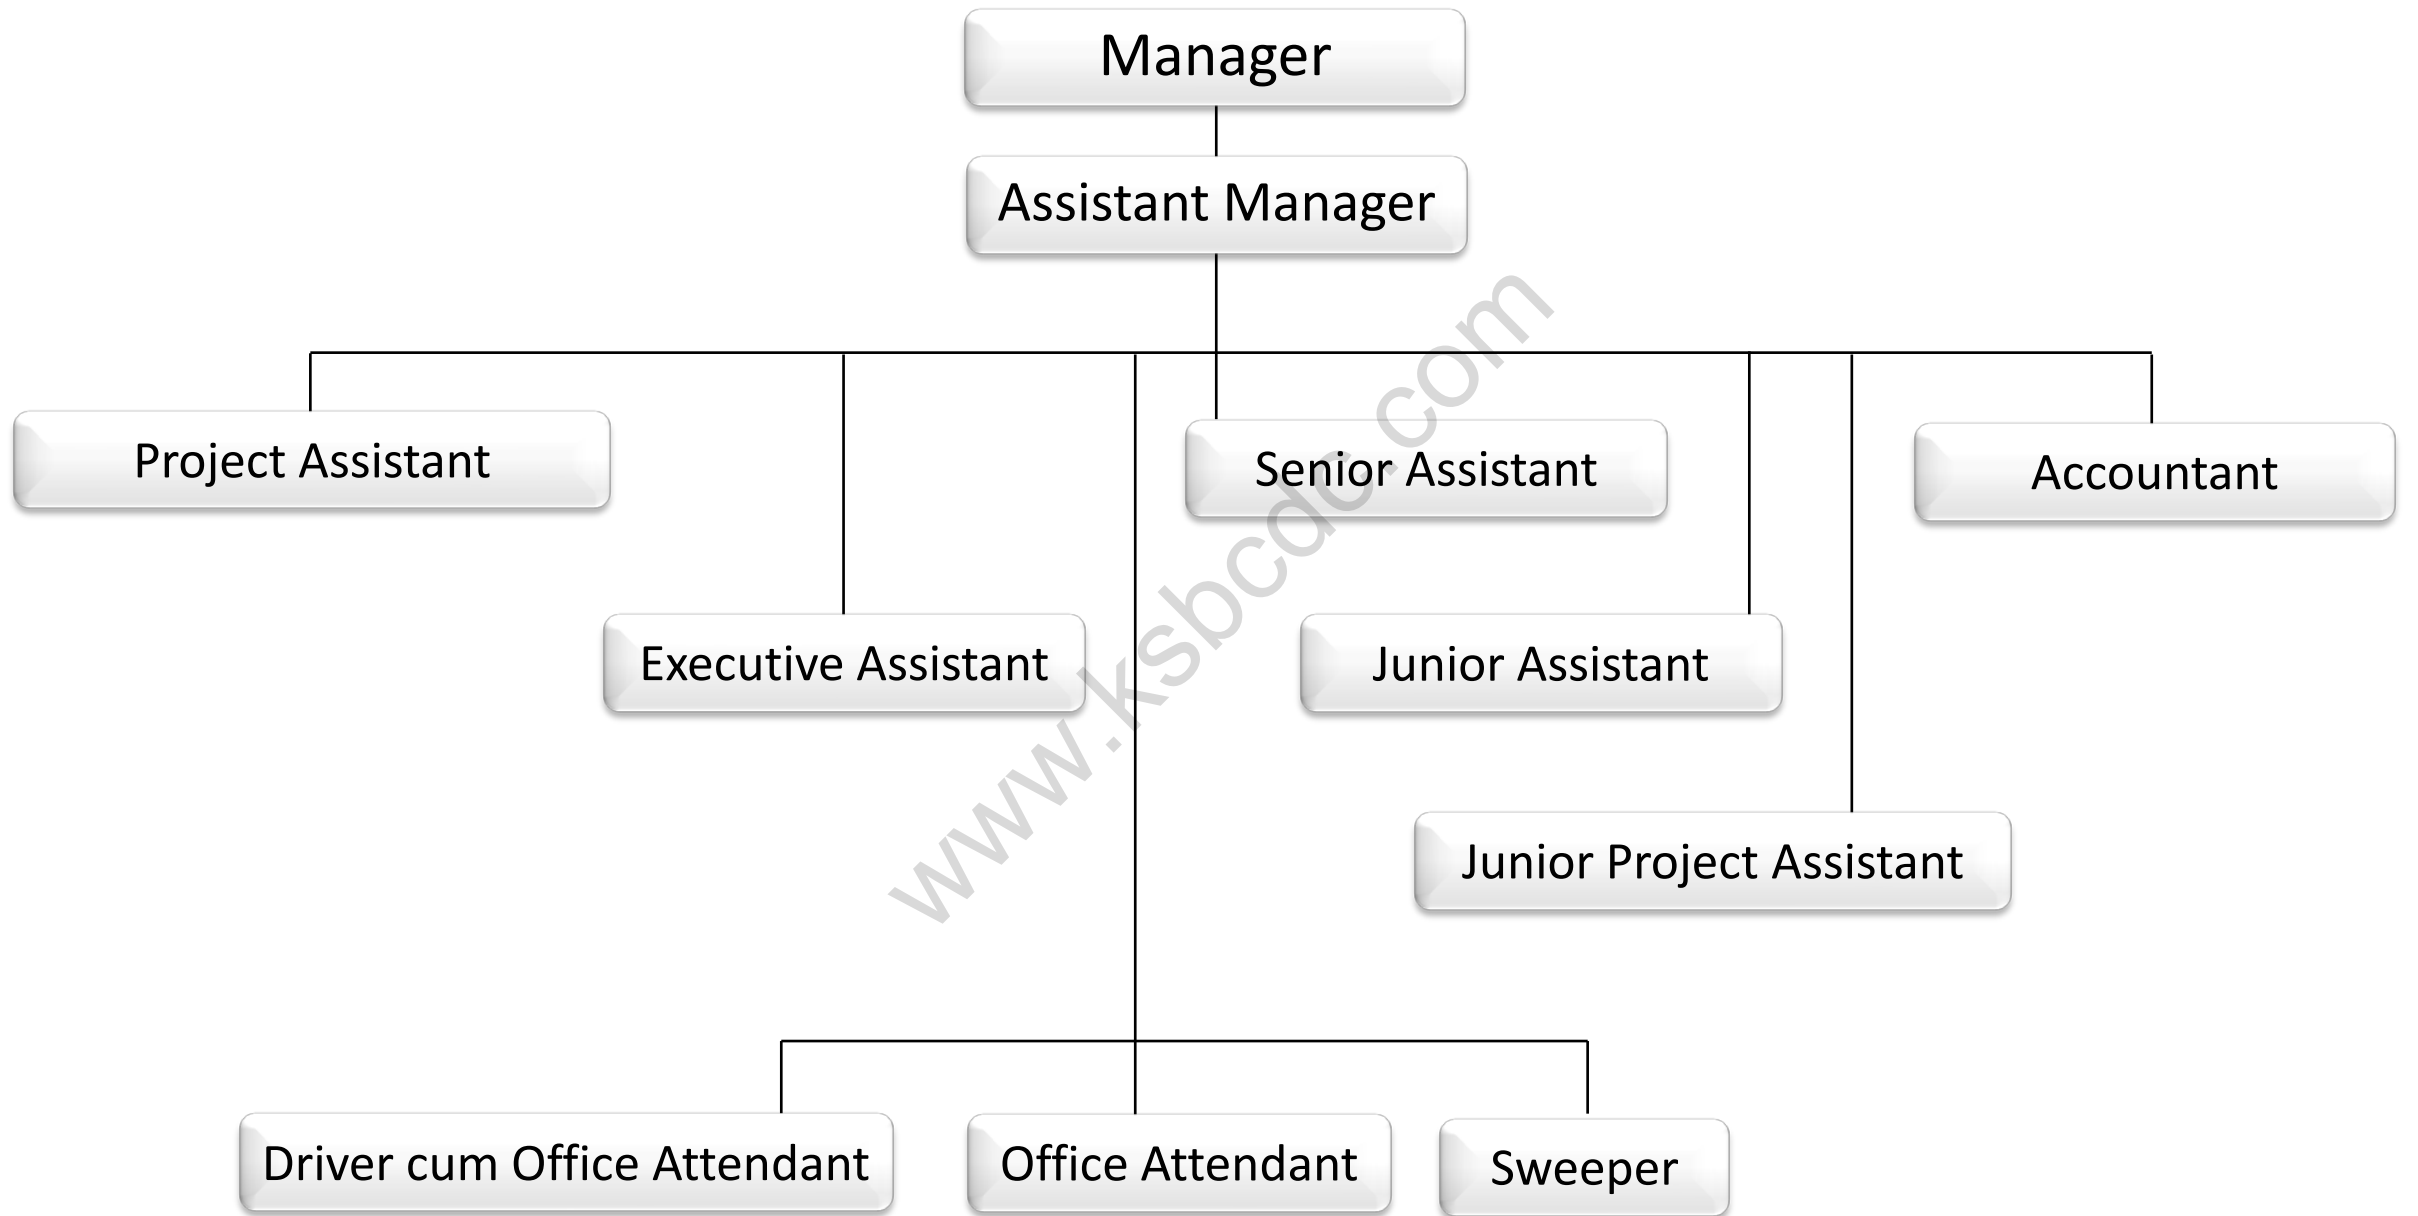 Manager
Assistant Manager
Project Assistant
Senior Assistant
Accountant
Executive Assistant
Junior Assistant
Junior Project Assistant
Driver cum Office Attendant
Office Attendant
Sweeper
www.ksbcdc.com